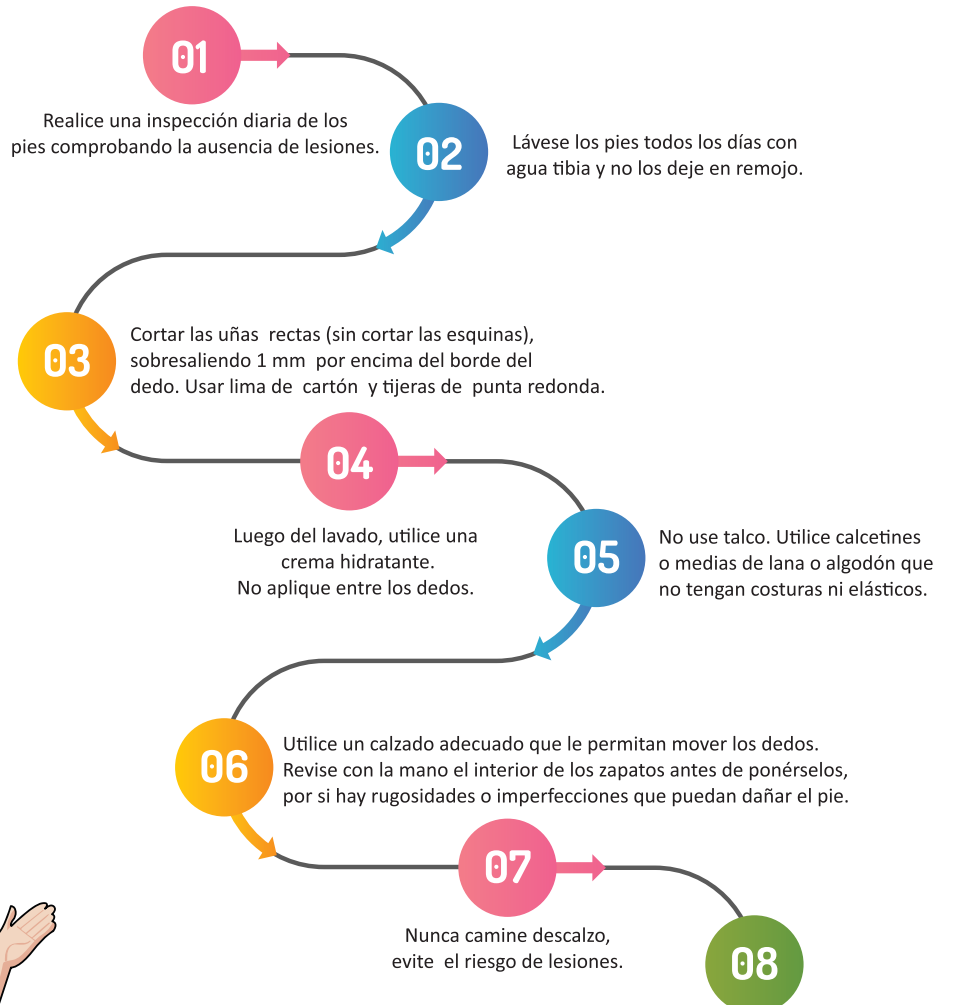 01
Realice una inspección diaria de los
pies comprobando la ausencia de lesiones.
02
Lávese los pies todos los días con
agua tibia y no los deje en remojo.
03
Cortar las uñas rectas (sin cortar las esquinas),
sobresaliendo 1 mm por encima del borde del
dedo. Usar lima de cartón y tijeras de punta redonda.
04
Luego del lavado, utilice una
crema hidratante.
No aplique entre los dedos.
05
No use talco. Utilice calcetines
o medias de lana o algodón que
no tengan costuras ni elásticos.
06
Utilice un calzado adecuado que le permitan mover los dedos.
Revise con la mano el interior de los zapatos antes de ponérselos,
por si hay rugosidades o imperfecciones que puedan dañar el pie.
07
Nunca camine descalzo,
evite el riesgo de lesiones.
08